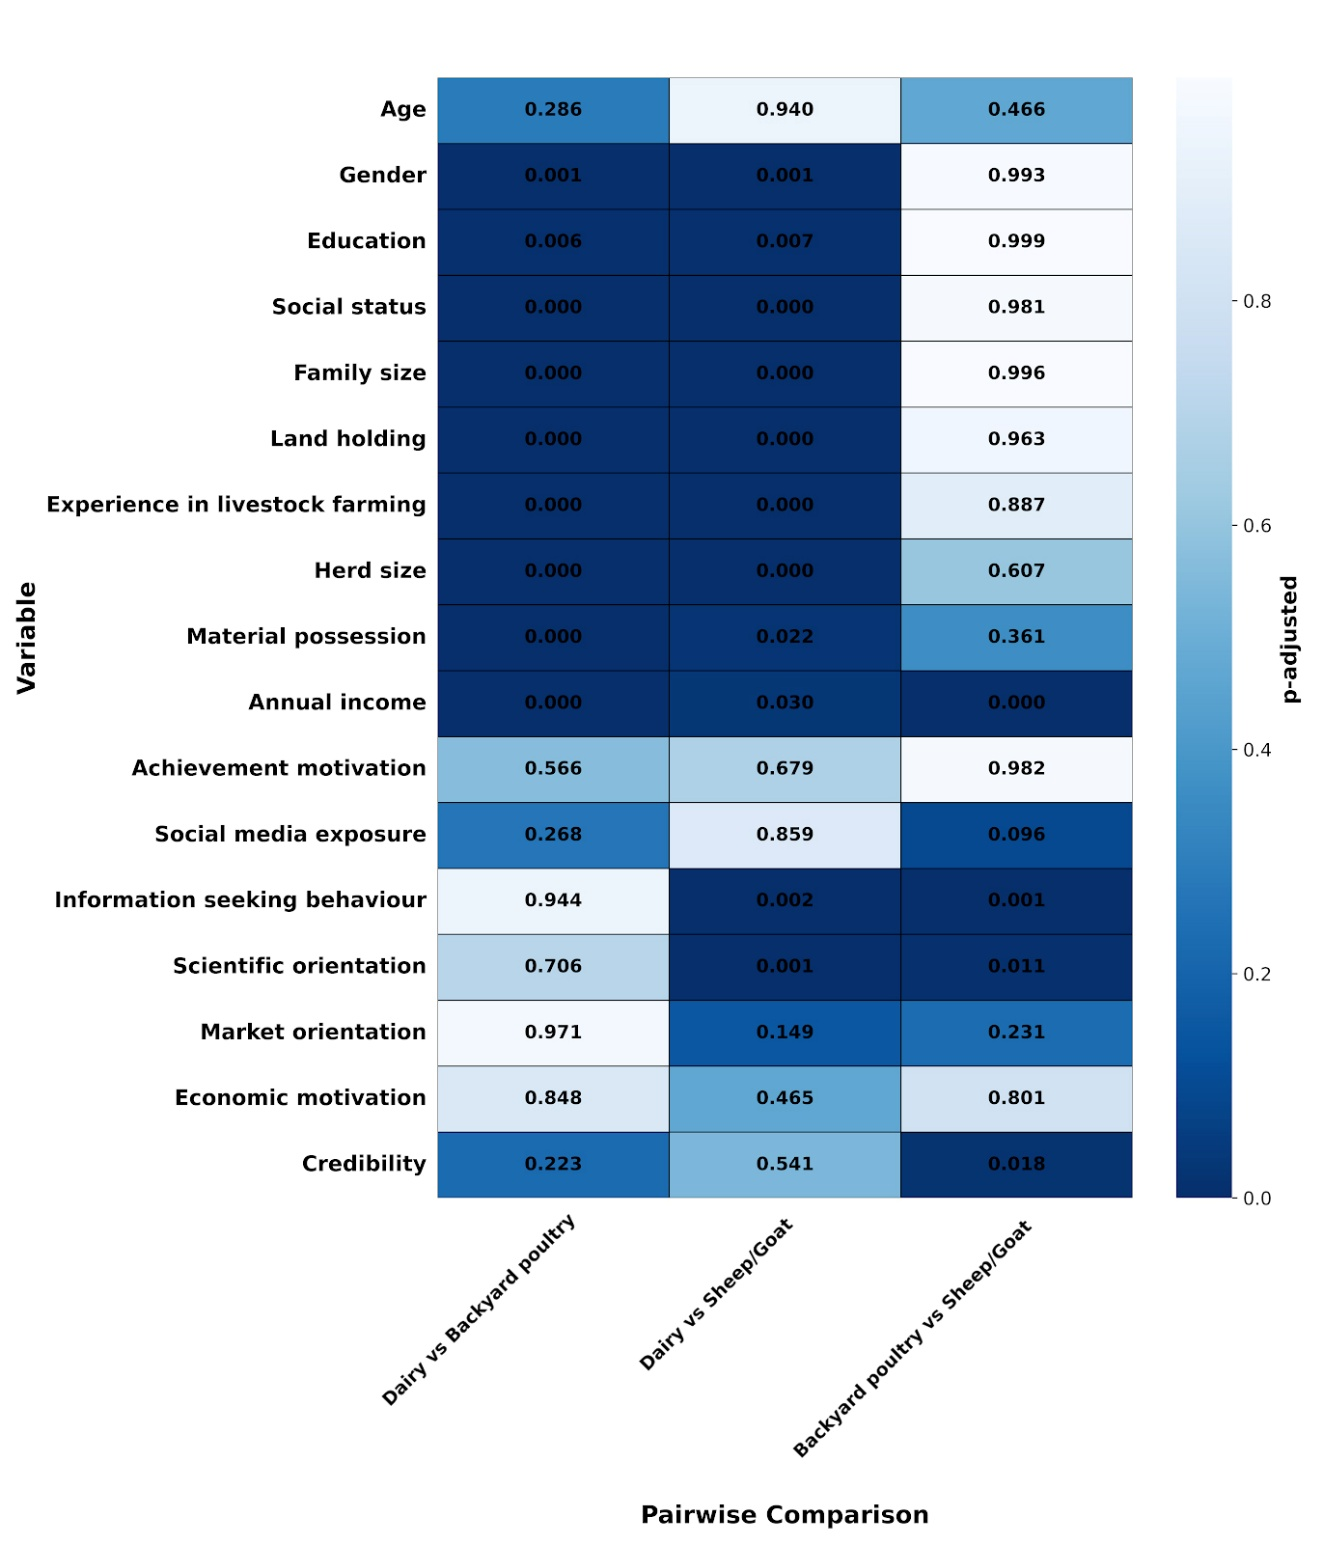 Age 0.286 0.940 0.466
Gender 0.001 0.001 0.993
Education 0.006 0.007 0.999
Social status 0.000 0.000 0.981
Family size 0.000 0.000 0.996
Land holding 0.000 0.000 0.963
Experience in livestock farming 0.000 0.000 0.887
Herd size 0.000 0.000 0.607
Material possession 0.000 0.022 0.361
Annual income 0.000 0.030 0.000
Achievement motivation 0.566 0.679 0.982
Social media exposure 0.268 0.859 0.096
Information seeking behaviour 0.944 0.002 0.001
Scientific orientation 0.706 0.001 0.011
Market orientation 0.971 0.149 0.231
Economic motivation 0.848 0.465 0.801
Credibility 0.223 0.541 0.018
Variable
Dairy vs Backyard poultry
Dairy vs Sheep/Goat
Backyard poultry vs Sheep/Goat
Pairwise Comparison
0.8
0.6
0.4
0.2
0.0
p-adjusted